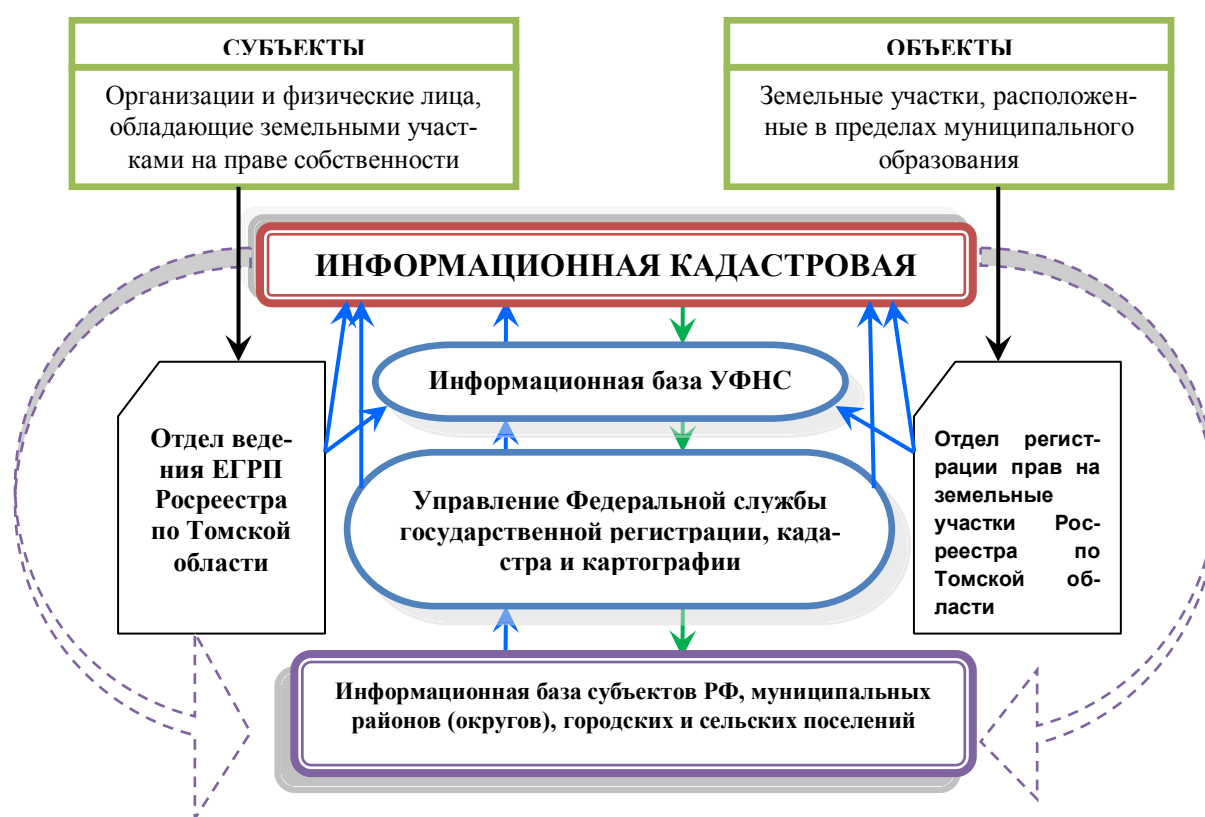 СУБЪЕКТЫ
Организации и физические лица,
обладающие земельными участ-
ками на праве собственности
ОБЪЕКТЫ
Земельные участки, расположен-
ные в пределах муниципального
образования
ИНФОРМАЦИОННАЯ КАДАСТРОВАЯ
Информационная база УФНС
Отдел веде-
ния ЕГРП
Росреестра
по Томской
области
Управление Федеральной службы
государственной регистрации, када-
стра и картографии
Отдел регист-
рации прав на
земельные
участки Рос-
реестра по
Томской об-
ласти
Информационная база субъектов РФ, муниципальных
районов (округов), городских и сельских поселений